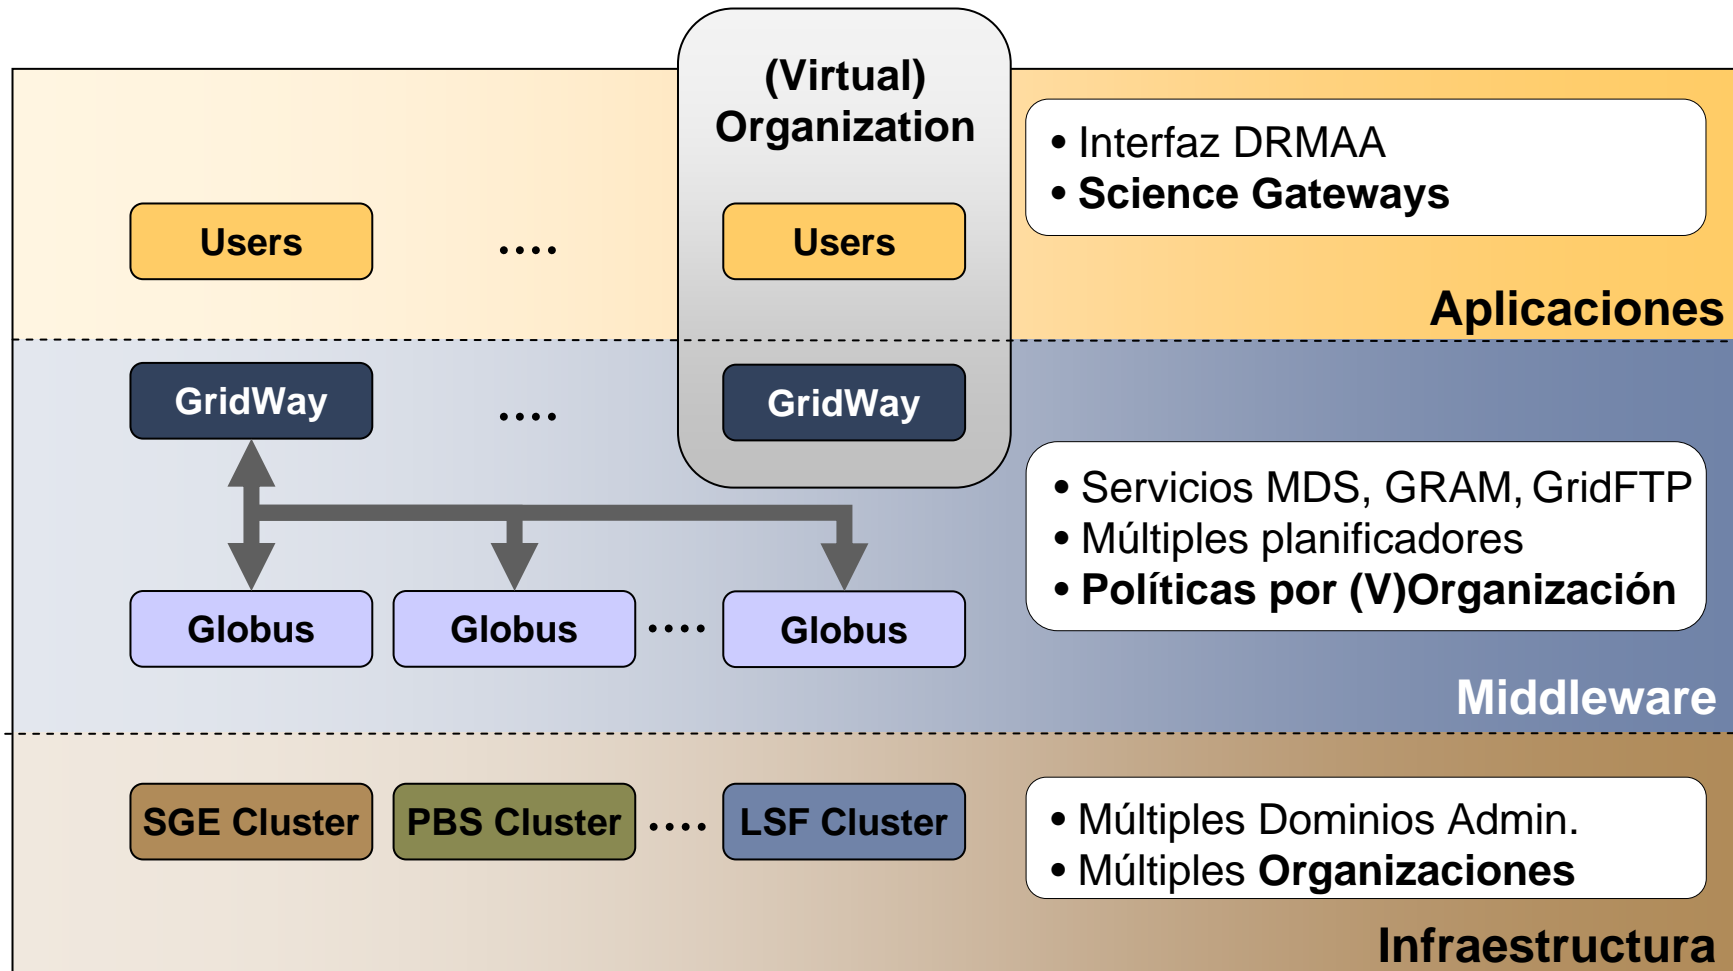 (Virtual)
Organization
• Interfaz DRMAA
• Science Gateways
Users
....
Users
Aplicaciones
GridWay
....
GridWay
• Servicios MDS, GRAM, GridFTP
• Múltiples planificadores
• Políticas por (V)Organización
Globus
Globus
....
Globus
Middleware
SGE Cluster
PBS Cluster
....
LSF Cluster
• Múltiples Dominios Admin.
• Múltiples Organizaciones
Infraestructura